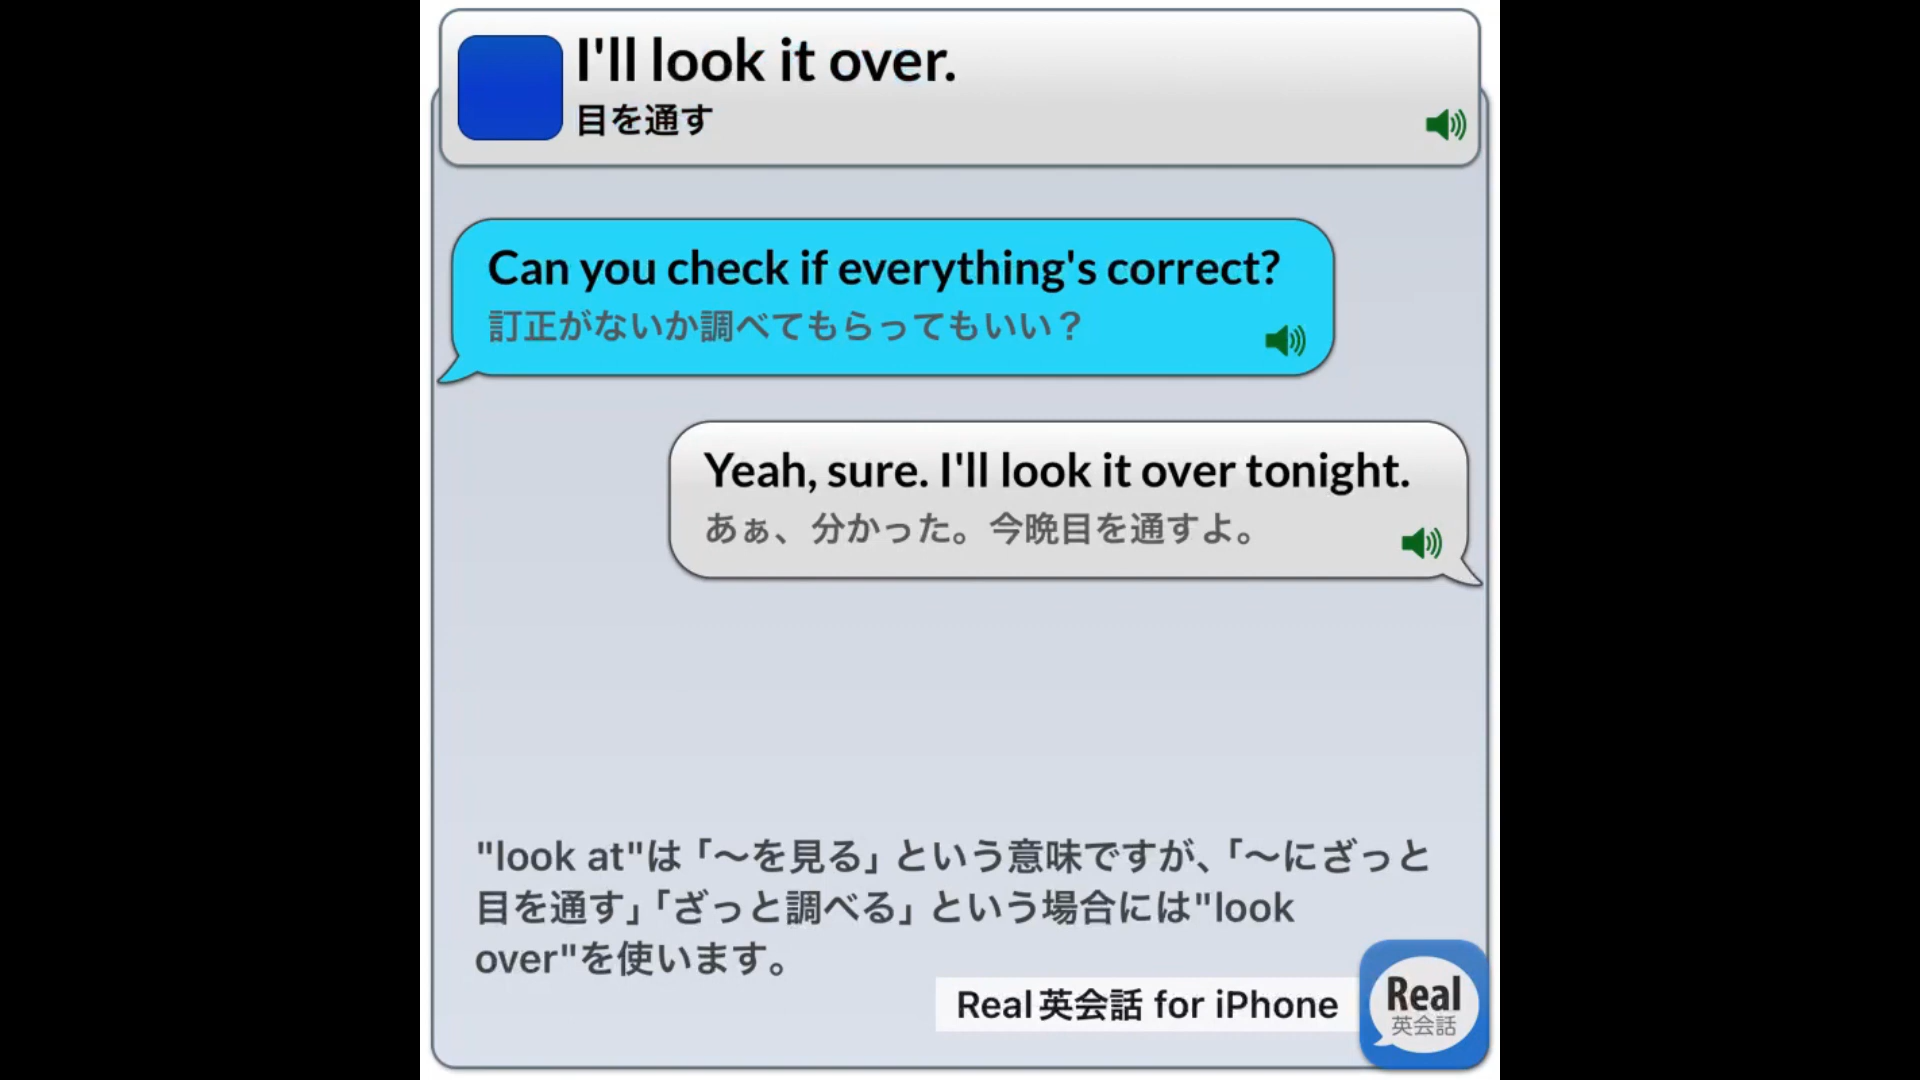 I'll look it over.
目を通す
Can you check if everything's correct?
訂正がないか調べてもらってもいい？
Yeah, sure. I'll look it over tonight.
あぁ、分かった。今晩目を通すよ。
"look at"は「〜を見る」という意味ですが、「〜にざっと
目を通す」「ざっと調べる」という場合には"look
over"を使います。
Real英会話 for iPhone
Real
英会話